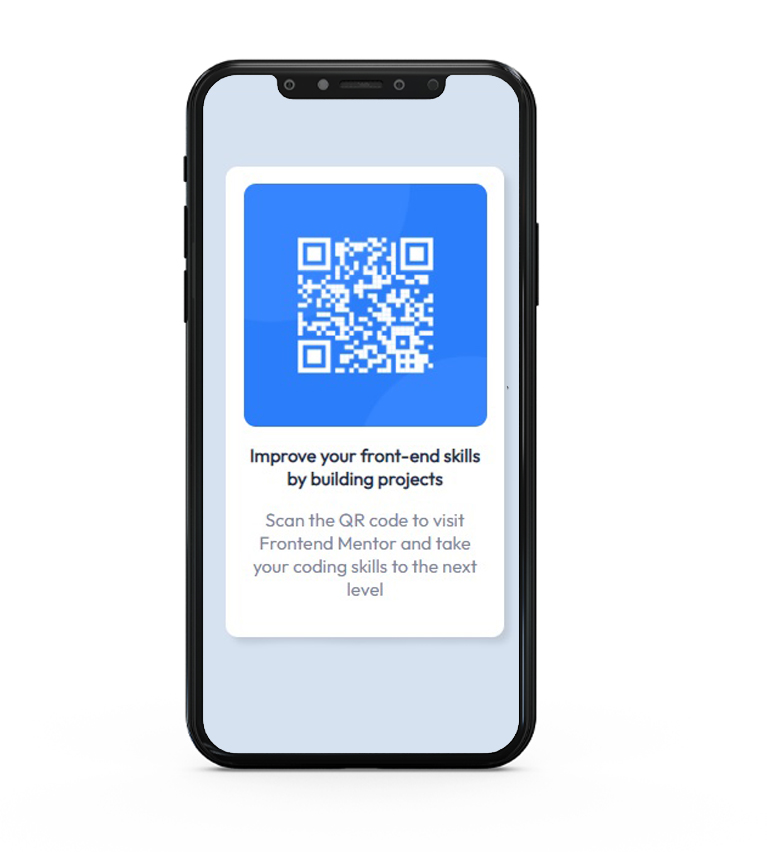 Improve your front-end skills
by building projects
Scan the QR code to visit
Frontend Mentor and take
your coding skills to the next
level